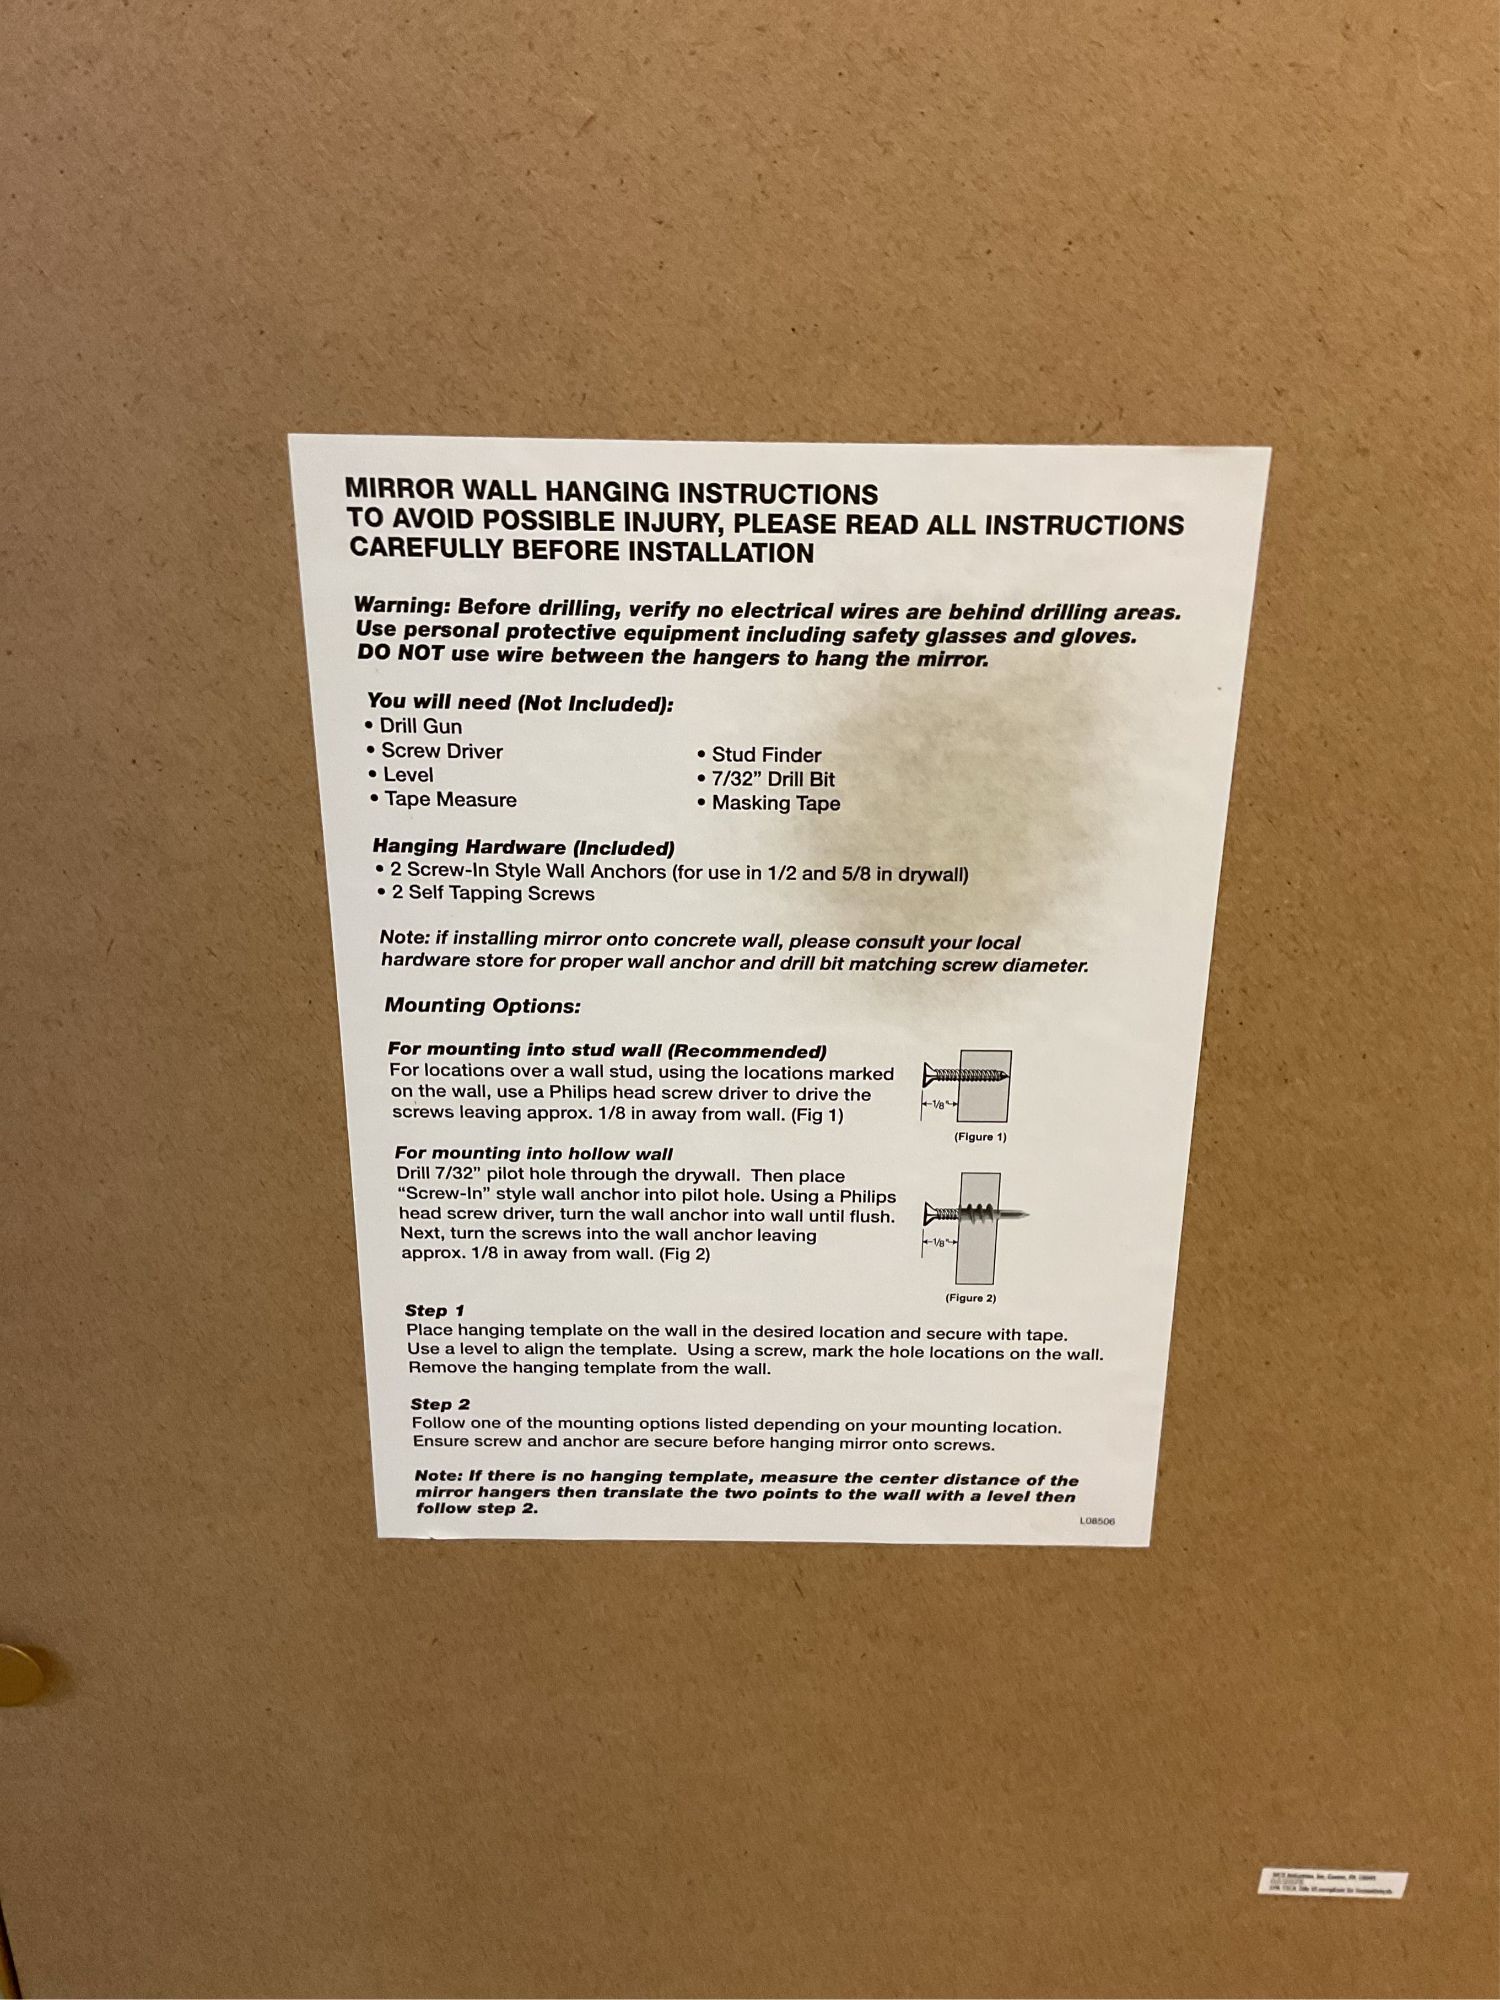 MIRROR WALL HANGING INSTRUCTIONS
TO AVOID POSSIBLE INJURY, PLEASE READ ALL INSTRUCTIONS
CAREFULLY BEFORE INSTALLATION
Warning: Before drilling, verify no electrical wires are behind drilling areas.
Use personal protective equipment including safety glasses and gloves.
DO NOT use wire between the hangers to hang the mirror.
You will need (Not Included):
• Drill Gun
• Screw Driver
• Level
• Tape Measure
• Stud Finder
• 7/32” Drill Bit
• Masking Tape
Hanging Hardware (Included)
• 2 Screw-In Style Wall Anchors (for use in 1/2 and 5/8 in drywall)
• 2 Self Tapping Screws
Note: if installing mirror onto concrete wall, please consult your local
hardware store for proper wall anchor and drill bit matching screw diameter.
Mounting Options:
For mounting into stud wall (Recommended)
For locations over a wall stud, using the locations marked
on the wall, use a Philips head screw driver to drive the
screws leaving approx. 1/8 in away from wall. (Fig 1)
1/8"
(Figure 1)
For mounting into hollow wall
Drill 7/32” pilot hole through the drywall. Then place
“Screw-In” style wall anchor into pilot hole. Using a Philips
head screw driver, turn the wall anchor into wall until flush.
Next, turn the screws into the wall anchor leaving
approx. 1/8 in away from wall. (Fig 2)
1/8"
(Figure 2)
Step 1
Place hanging template on the wall in the desired location and secure with tape.
Use a level to align the template. Using a screw, mark the hole locations on the wall.
Remove the hanging template from the wall.
Step 2
Follow one of the mounting options listed depending on your mounting location.
Ensure screw and anchor are secure before hanging mirror onto screws.
Note: If there is no hanging template, measure the center distance of the
mirror hangers then translate the two points to the wall with a level then
follow step 2.
L08506